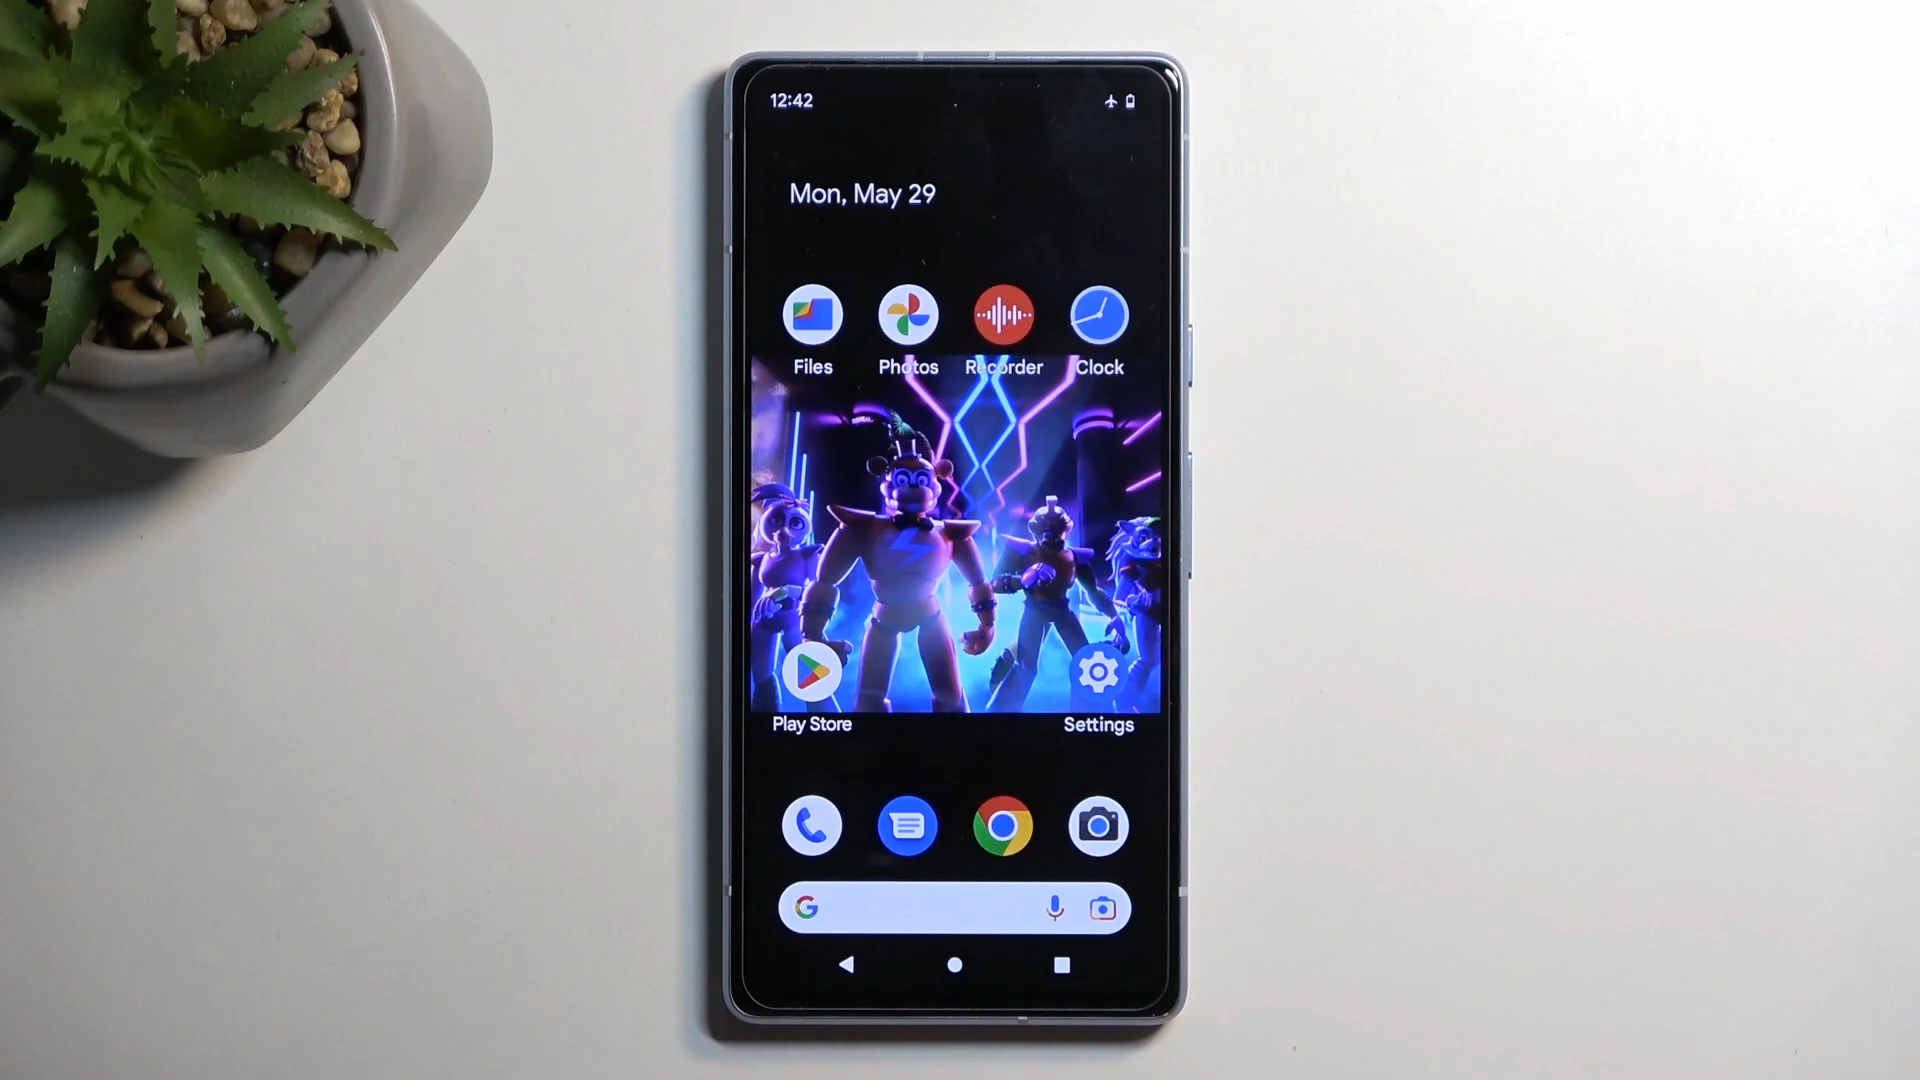 12:42
Mon, May 29
Files Photos Recorder Clock
Play Store Settings
G